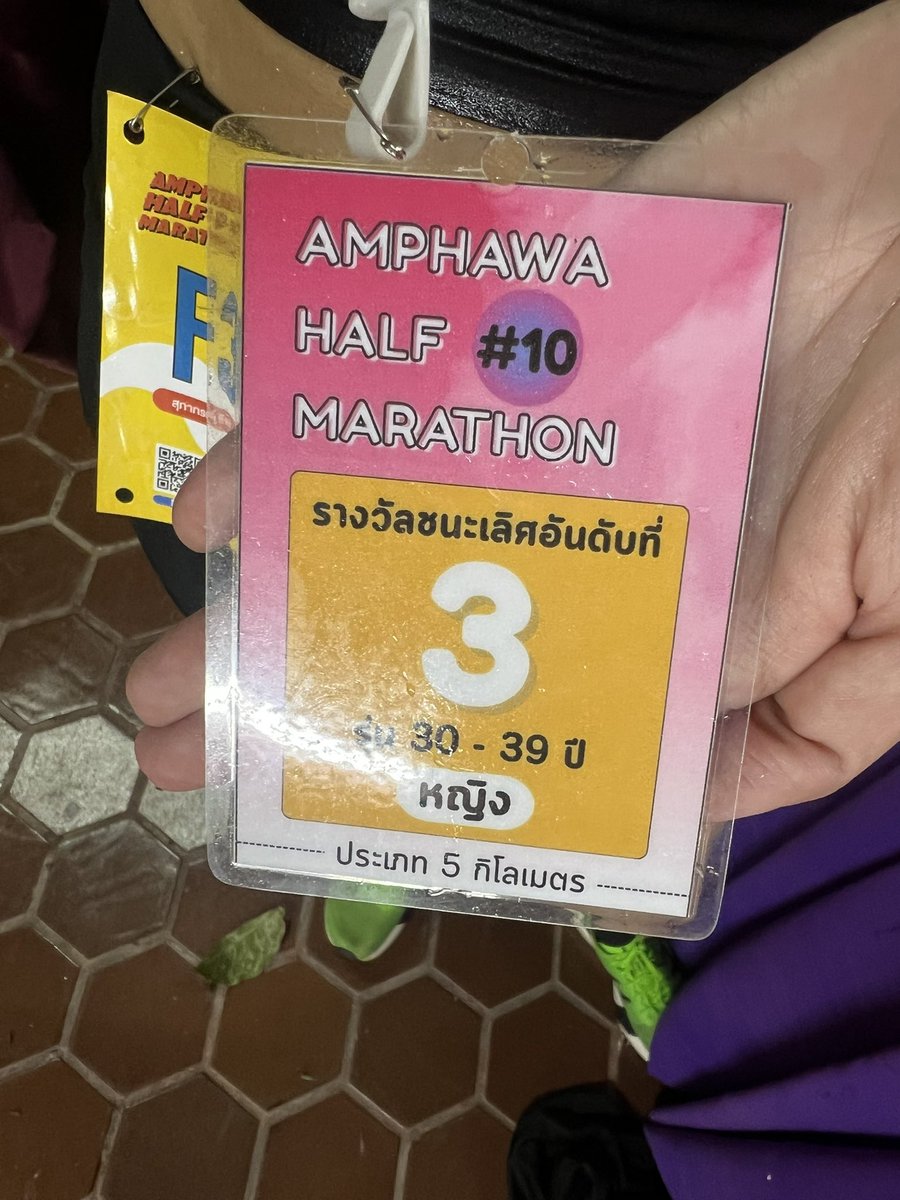 AMPHAWA
HALF #10
MARATHON
รางวัลชนะเลิศอันดับที่
3
รุ่น 30 - 39 ปี
หญิง
ประเภท 5 กิโลเมตร
HALF